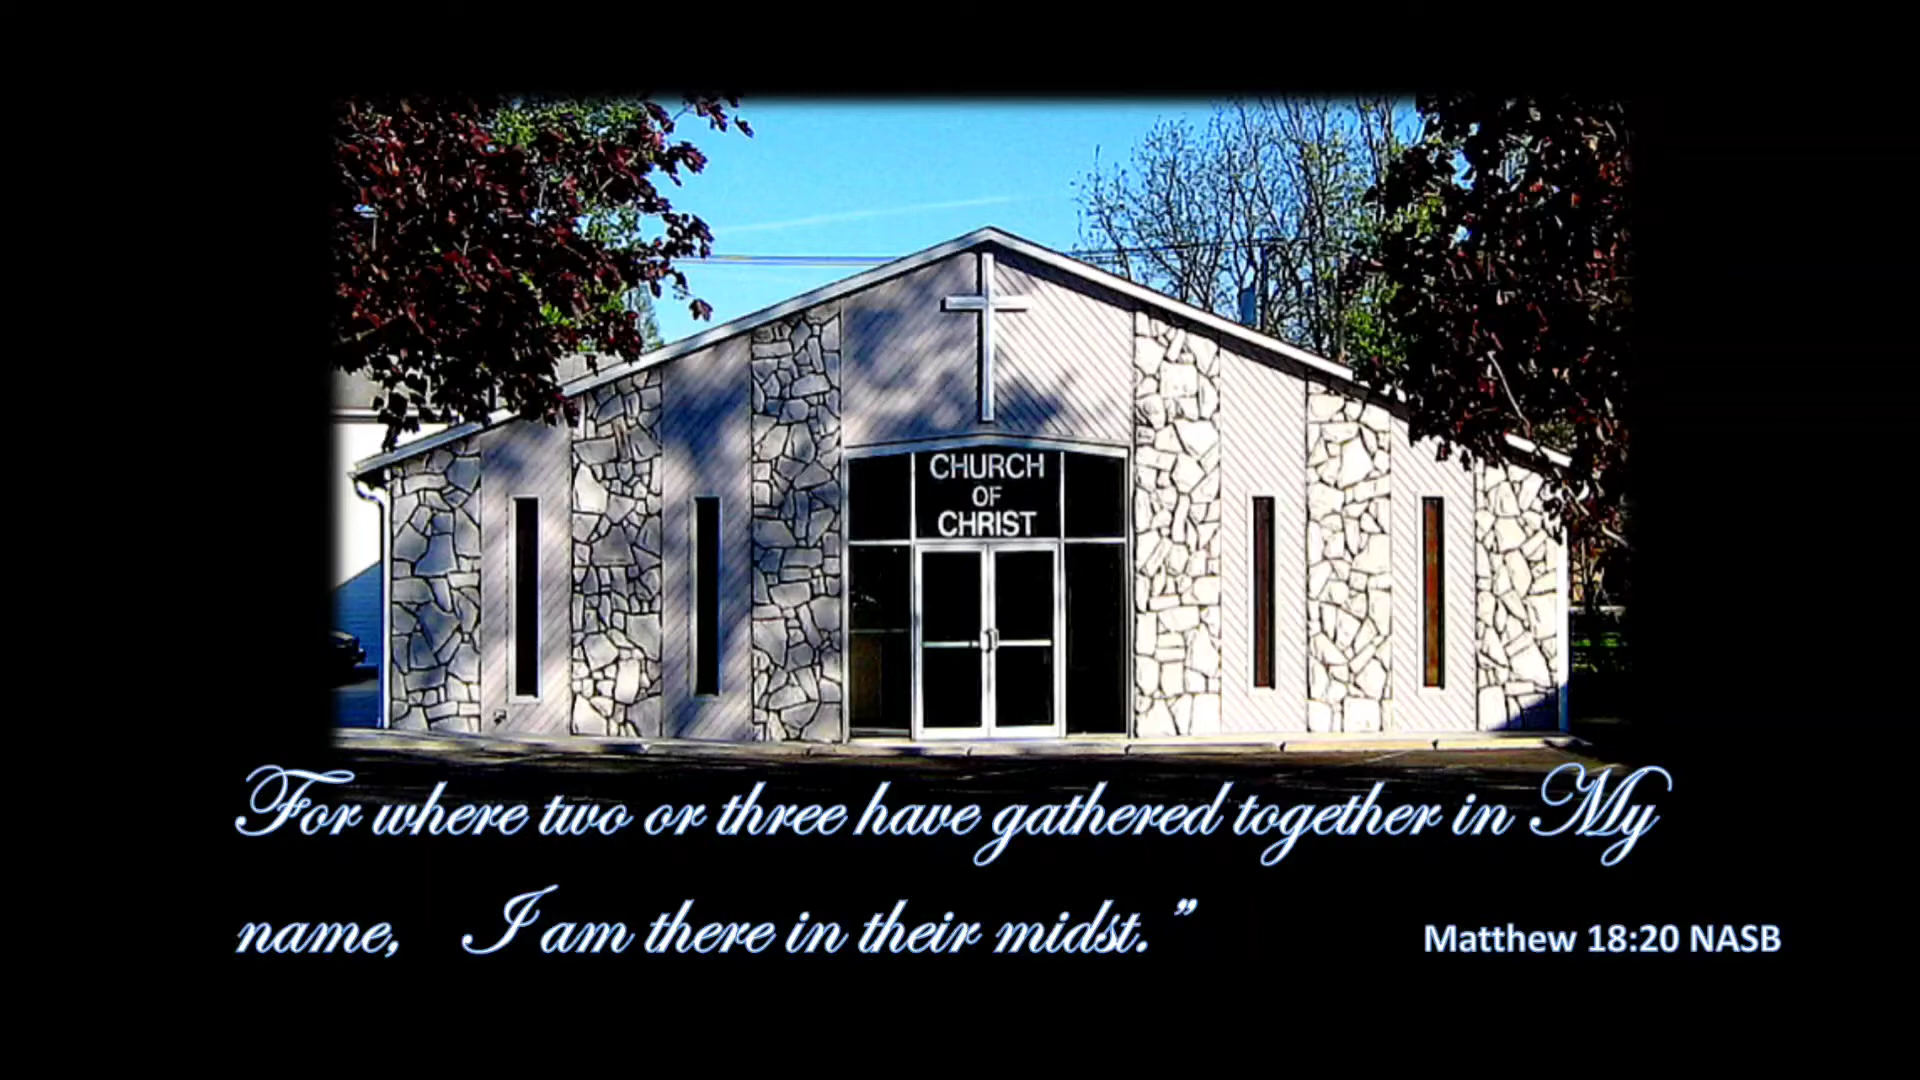 CHURCH
OF
CHRIST
For where two or three have gathered together in My
name, I am there in their midst.”
Matthew 18:20 NASB